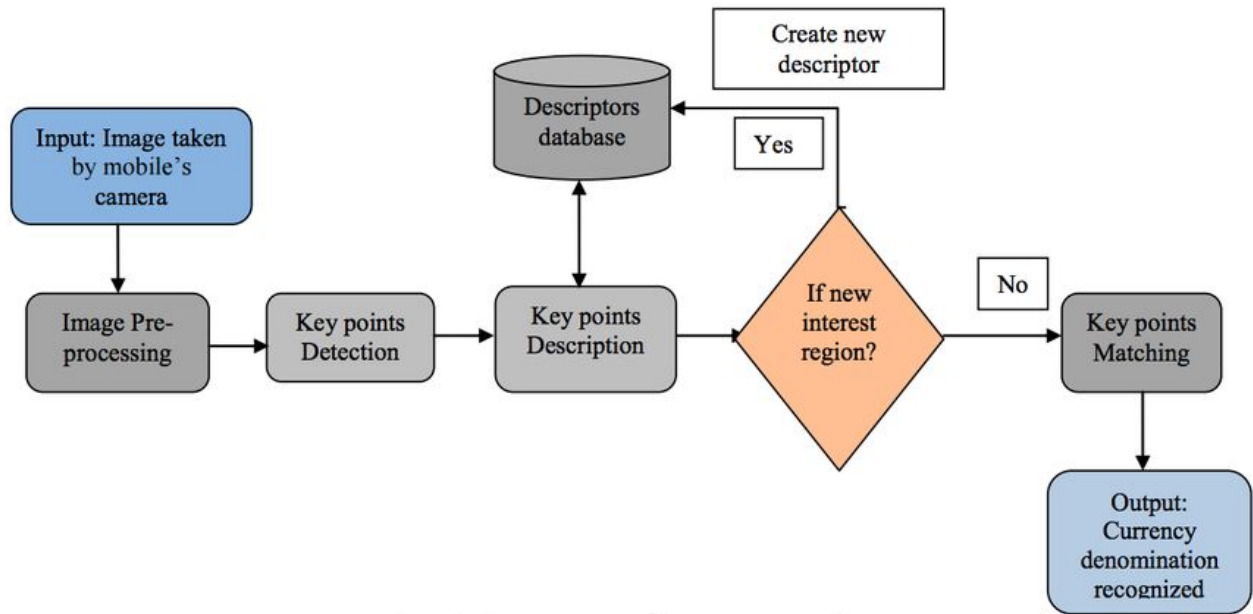 Input: Image taken
by mobile's
camera
Image Pre-
processing
Key points
Detection
Key points
Description
Descriptors
database
Create new
descriptor
Yes
If new
interest
region?
No
Key points
Matching
Output:
Currency
denomination
recognized